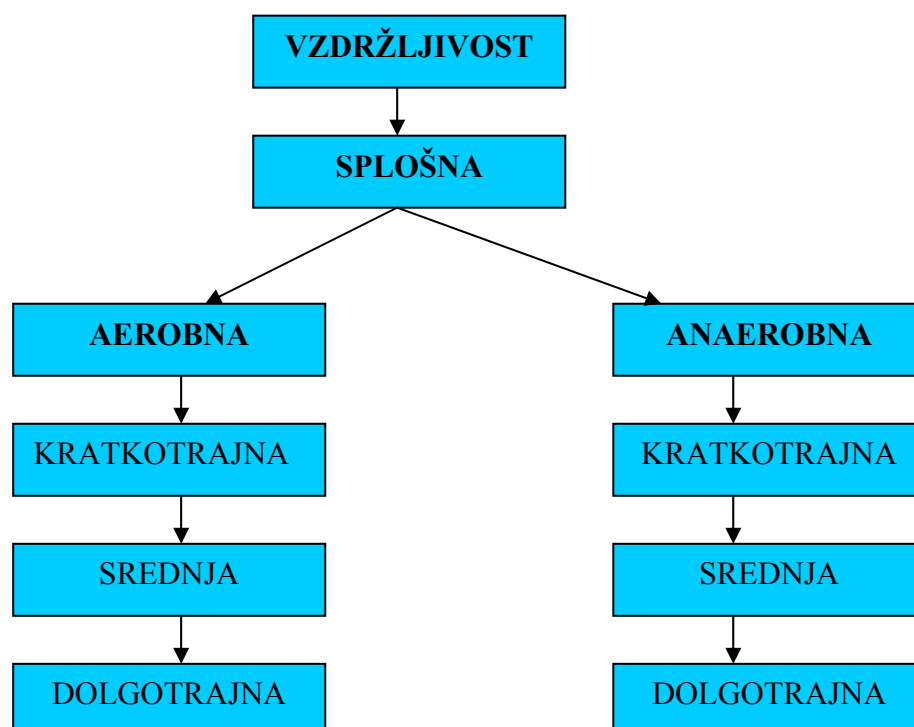 VZDRŽLJIVOST
SPLOŠNA
AEROBNA
ANAEROBNA
KRATKOTRAJNA
KRATKOTRAJNA
SREDNJA
SREDNJA
DOLGOTRAJNA
DOLGOTRAJNA